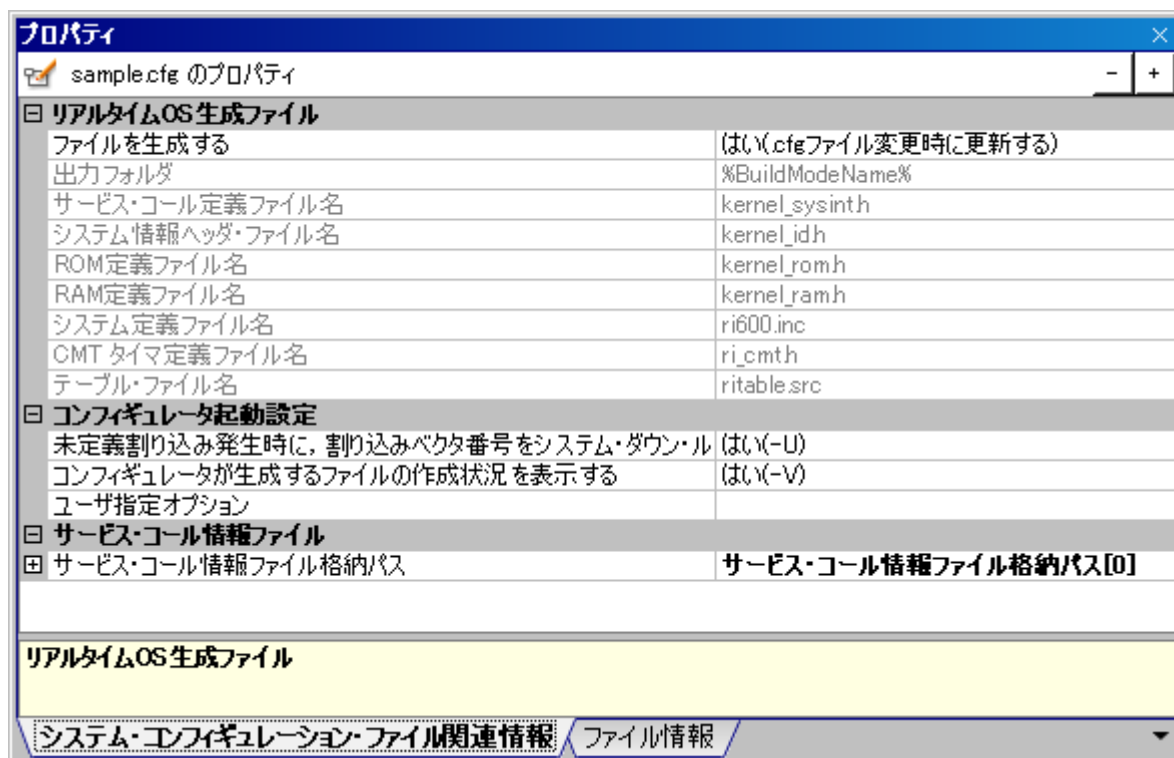 プロパティ
sample.cfg のプロパティ
- +
リアルタイムOS生成ファイル
ファイルを生成する はい(.cfgファイル変更時に更新する)
出力フォルダ %BuildModeName%
サービス・コール定義ファイル名 kernel_sysint.h
システム情報ヘッダ・ファイル名 kernel_id.h
ROM定義ファイル名 kernel_rom.h
RAM定義ファイル名 kernel_ram.h
システム定義ファイル名 ri600.inc
CMT タイマ定義ファイル名 ri_cmt.h
テーブル・ファイル名 ritable.src
コンフィギュレータ起動設定
未定義割り込み発生時に, 割り込みベクタ番号をシステム・ダウン・ル はい(-U)
コンフィギュレータが生成するファイルの作成状況を表示する はい(-V)
ユーザ指定オプション
サービス・コール情報ファイル
サービス・コール情報ファイル格納パス サービス・コール情報ファイル格納パス[0]
リアルタイムOS生成ファイル
システム・コンフィギュレーション・ファイル関連情報 ファイル情報